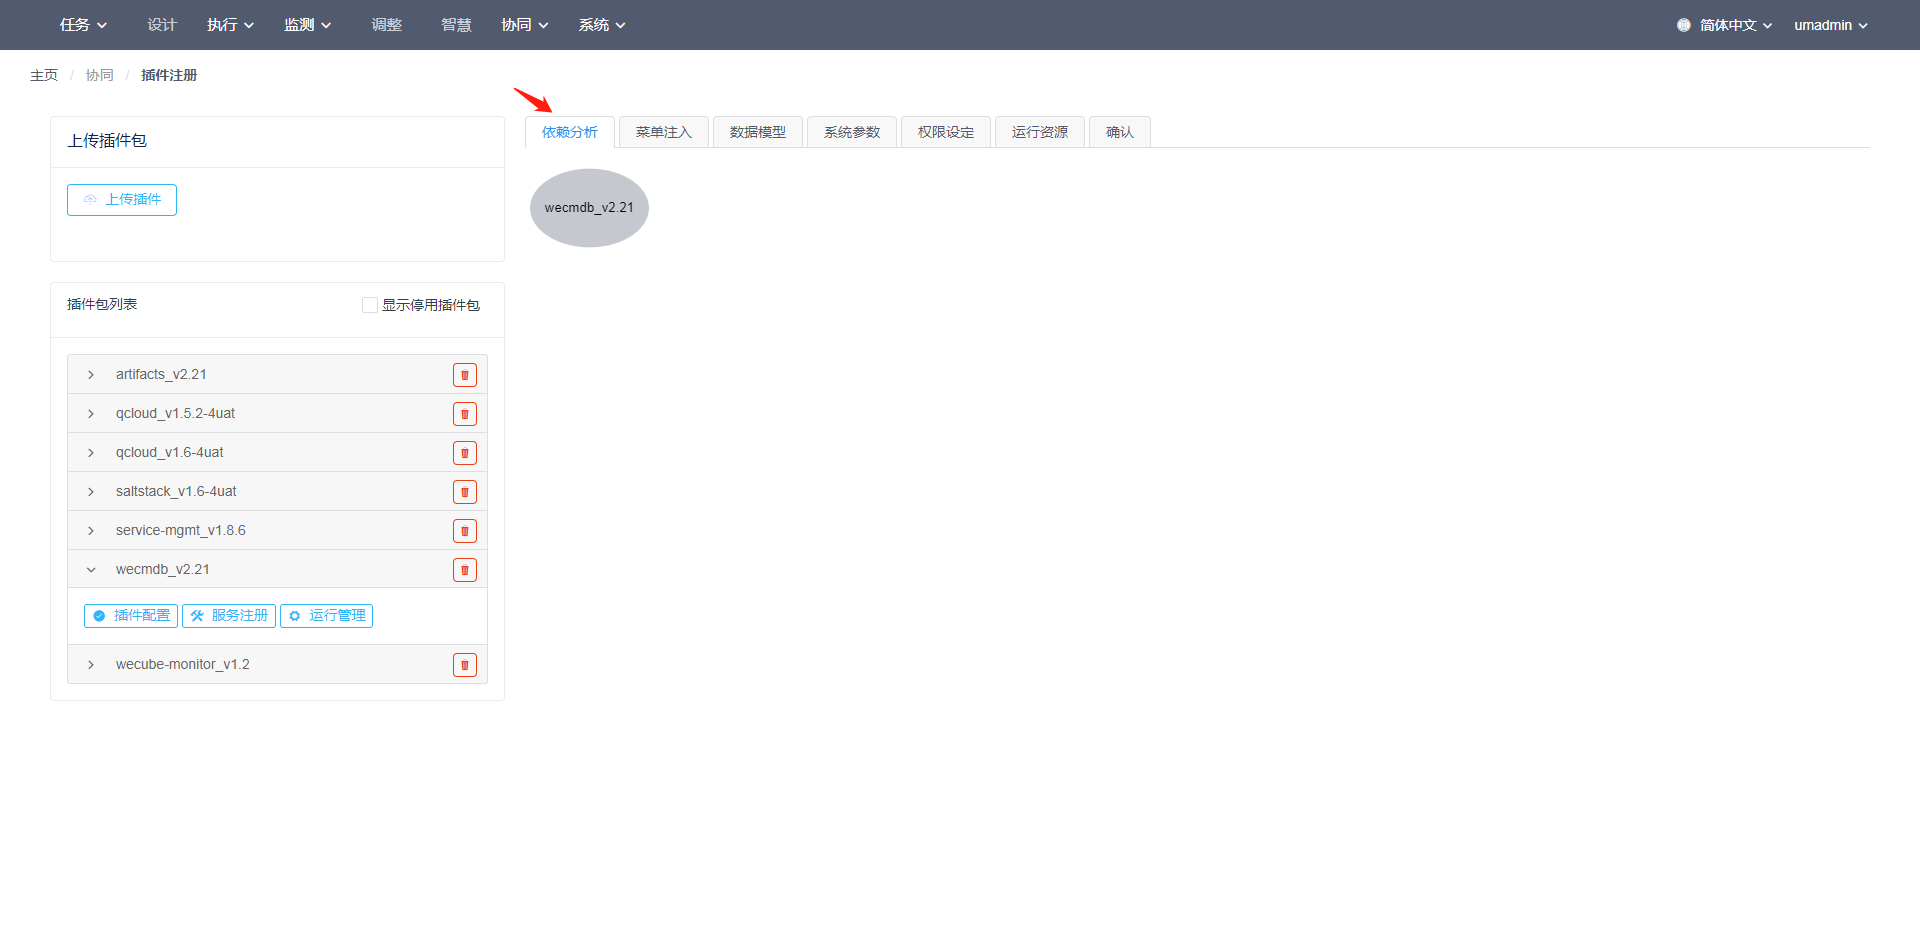 任务 设计 执行 监测 调整 智慧 协同 系统 简体中文 umadmin
主页 / 协同 / 插件注册
上传插件包
上传插件
插件包列表 显示停用插件包
artifacts_v2.21
qcloud_v1.5.2-4uat
qcloud_v1.6-4uat
saltstack_v1.6-4uat
service-mgmt_v1.8.6
wecmdb_v2.21
插件配置 服务注册 运行管理
wecube-monitor_v1.2
依赖分析 菜单注入 数据模型 系统参数 权限设定 运行资源 确认
wecmdb_v2.21